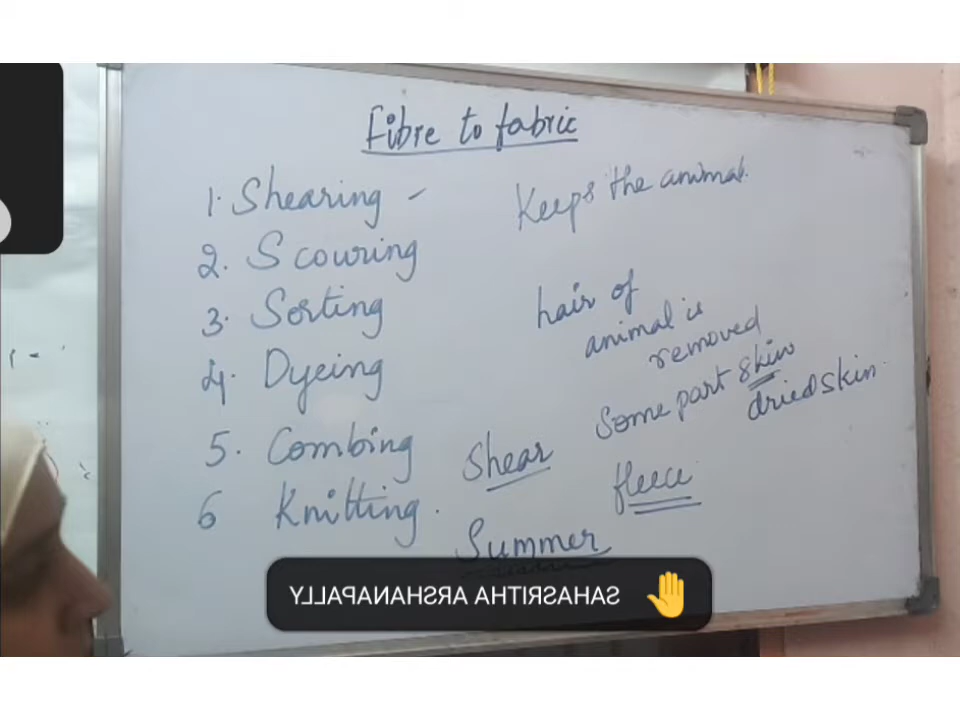 Fibre to fabric
1. Shearing -
Keeps the animal.
2. Scouring
3. Sorting
hair of
animal is
removed
4. Dyeing
Some part skin
dried skin
5. Combing
Shear
fleece
6 Knitting.
Summer
SAHASRITHA ARSHANAPALLY